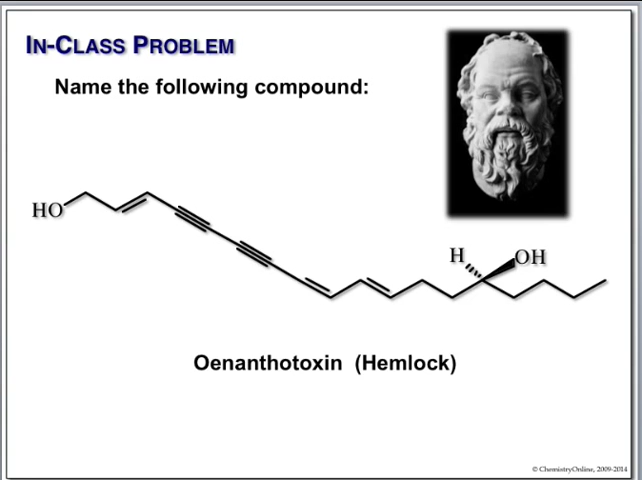 IN-CLASS PROBLEM
Name the following compound:
HO
H
OH
Oenanthotoxin (Hemlock)
© ChemistryOnline, 2009-2014